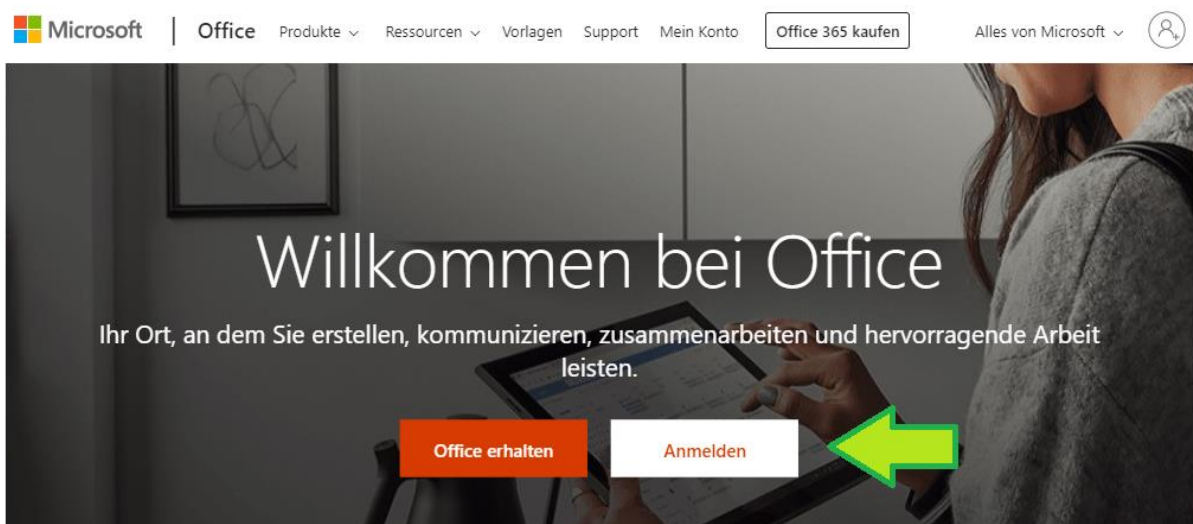 Microsoft Office Produkte Ressourcen Vorlagen Support Mein Konto Office 365 kaufen Alles von Microsoft
Willkommen bei Office
Ihr Ort, an dem Sie erstellen, kommunizieren, zusammenarbeiten und hervorragende Arbeit
leisten.
Office erhalten Anmelden